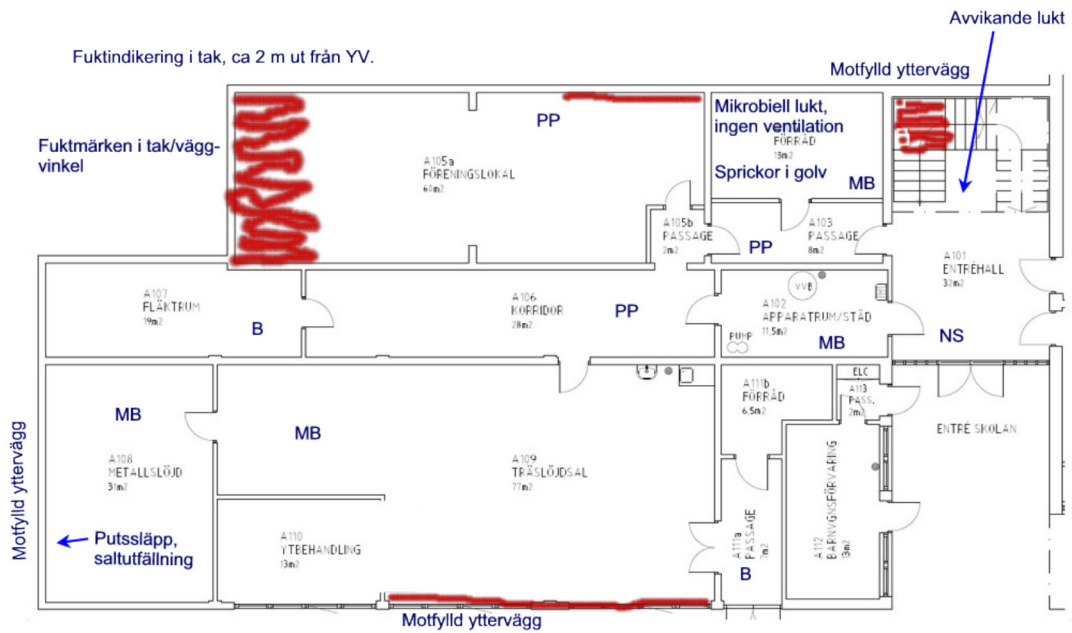 Avvikande lukt
Fuktindikering i tak, ca 2 m ut från YV.
Motfylld yttervägg
Fuktmärken i tak/vägg-
vinkel
PP
Mikrobiell lukt,
ingen ventilation
FÖRRÅD
13m2
Sprickor i golv
MB
A105a
FÖRENINGSLOKAL
60m2
A105b
PASSAGE
2m2
PP
A103
PASSAGE
8m2
A101
ENTRÉHALL
32m2
NS
A107
FLÄKTRUM
19m2
B
A106
KORRIDOR
28m2
PP
VVB
A102
APPARATRUM/STÄD
11,5m2
PUMP
MB
Motfylld yttervägg
MB
A108
METALLSLÖJD
31m2
Putssläpp,
saltutfällning
MB
A109
TRÄSLÖJDSAL
77m2
A110
YTBEHANDLING
13m2
A111b
FÖRRÅD
6,5m2
ELC
A113
PASS.
2m2
ENTRÉ SKOLAN
A111a
PASSAGE
7m2
B
A112
BARNVGNSFÖRVARING
13m2
Motfylld yttervägg